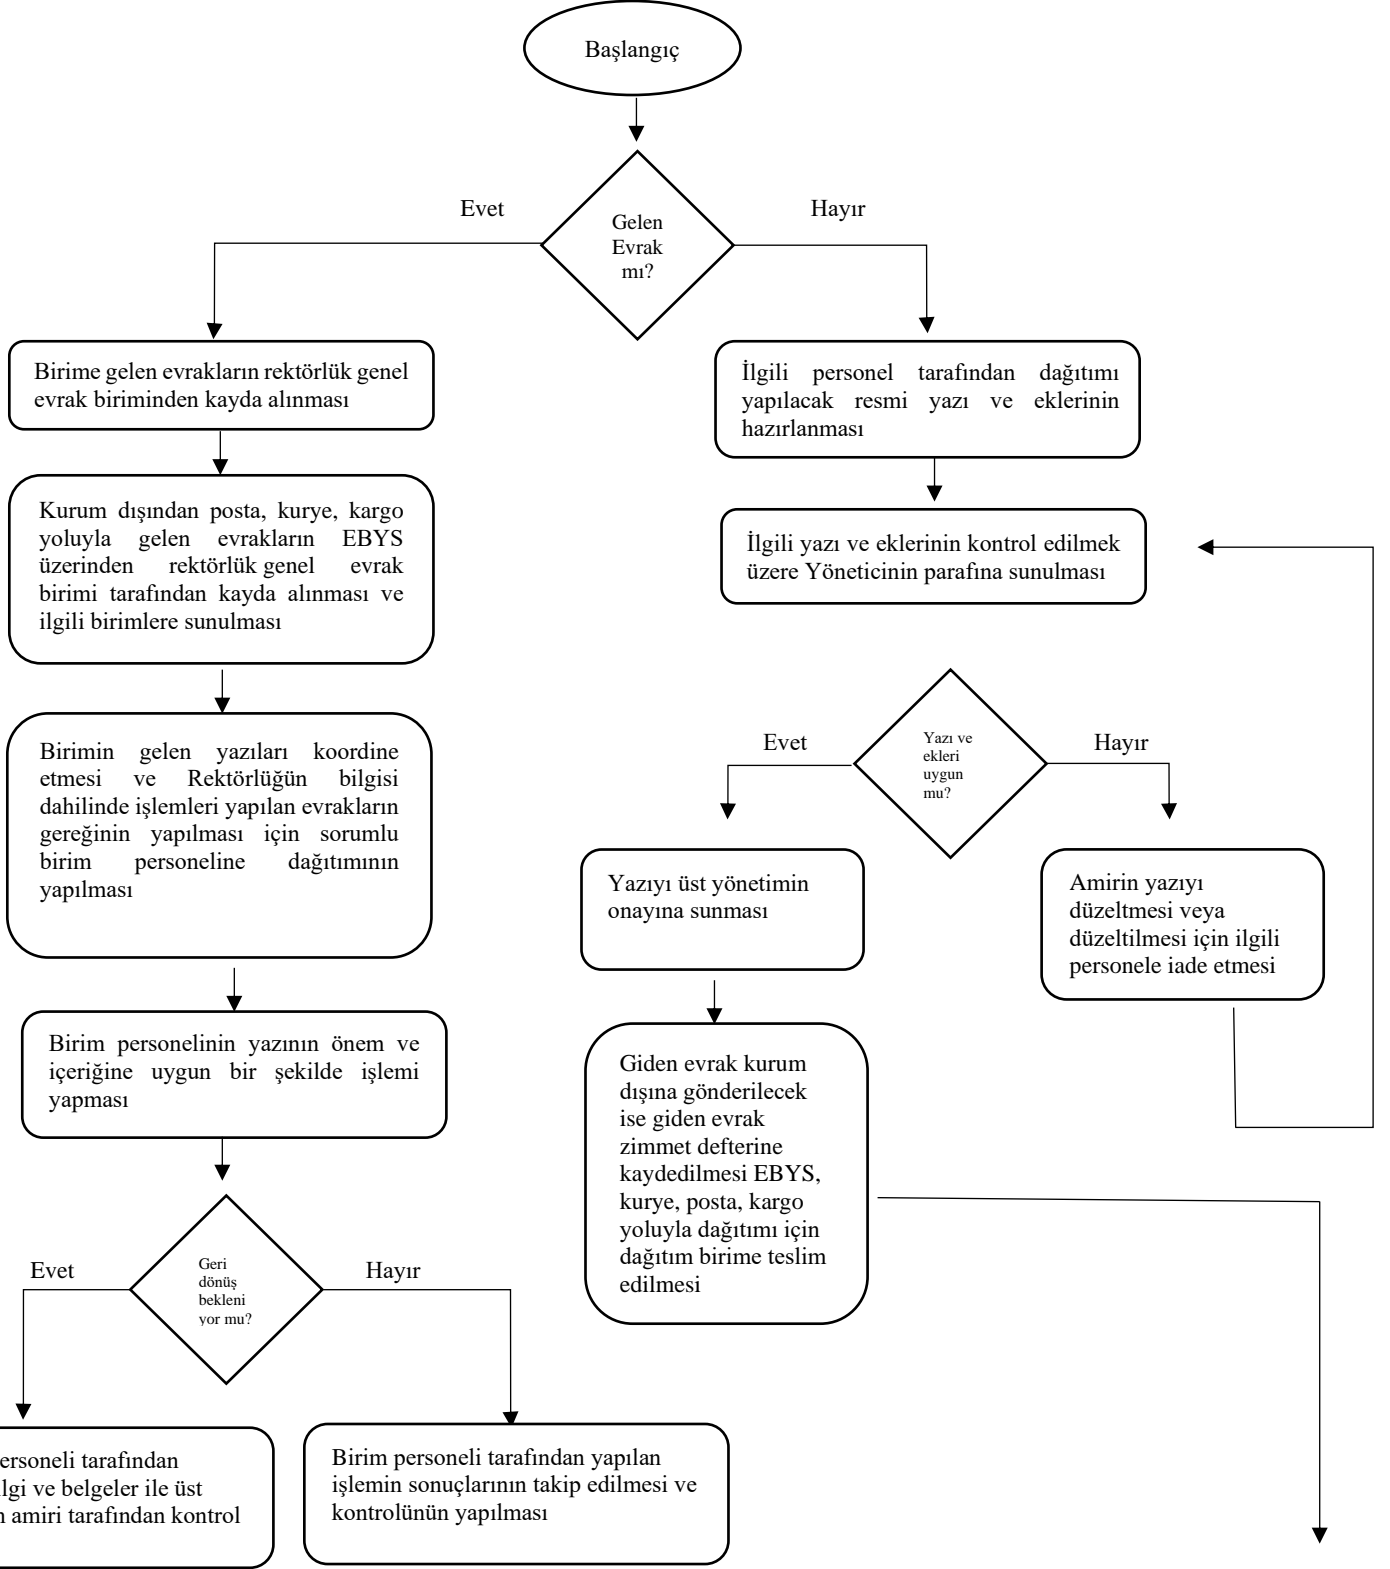 Başlangıç
Evet
Hayır
Gelen
Evrak
mı?
Birime gelen evrakların rektörlük genel
evrak biriminden kayda alınması
İlgili personel tarafından dağıtımı
yapılacak resmi yazı ve eklerinin
hazırlanması
Kurum dışından posta, kurye, kargo
yoluyla gelen evrakların EBYS
üzerinden rektörlük genel evrak
birimi tarafından kayda alınması ve
ilgili birimlere sunulması
İlgili yazı ve eklerinin kontrol edilmek
üzere Yöneticinin parafına sunulması
Birimin gelen yazıları koordine
etmesi ve Rektörlüğün bilgisi
dahilinde işlemleri yapılan evrakların
gereğinin yapılması için sorumlu
birim personeline dağıtımının
yapılması
Evet
Yazı ve
ekleri
uygun
mu?
Hayır
Yazıyı üst yönetimin
onayına sunması
Amirin yazıyı
düzeltmesi veya
düzeltilmesi için ilgili
personele iade etmesi
Birim personelinin yazının önem ve
içeriğine uygun bir şekilde işlemi
yapması
Giden evrak kurum
dışına gönderilecek
ise giden evrak
zimmet defterine
kaydedilmesi EBYS,
kurye, posta, kargo
yoluyla dağıtımı için
dağıtım birime teslim
edilmesi
Evet
Geri
dönüş
bekleni
yor mu?
Hayır
tarafından
ve belgeler ile üst
amiri tarafından kontrol
Birim personeli tarafından yapılan
işlemin sonuçlarının takip edilmesi ve
kontrolünün yapılması